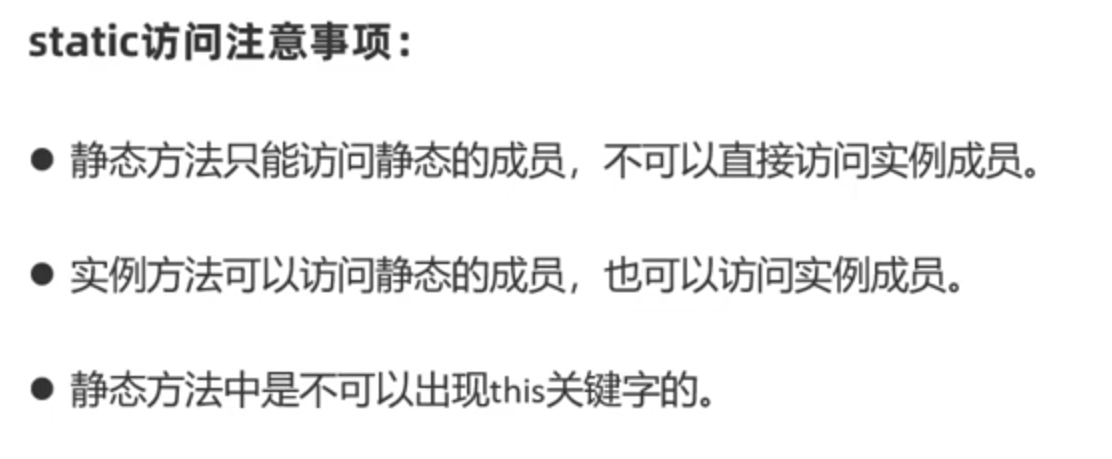 static访问注意事项：
● 静态方法只能访问静态的成员，不可以直接访问实例成员。
● 实例方法可以访问静态的成员，也可以访问实例成员。
● 静态方法中是不可以出现this关键字的。